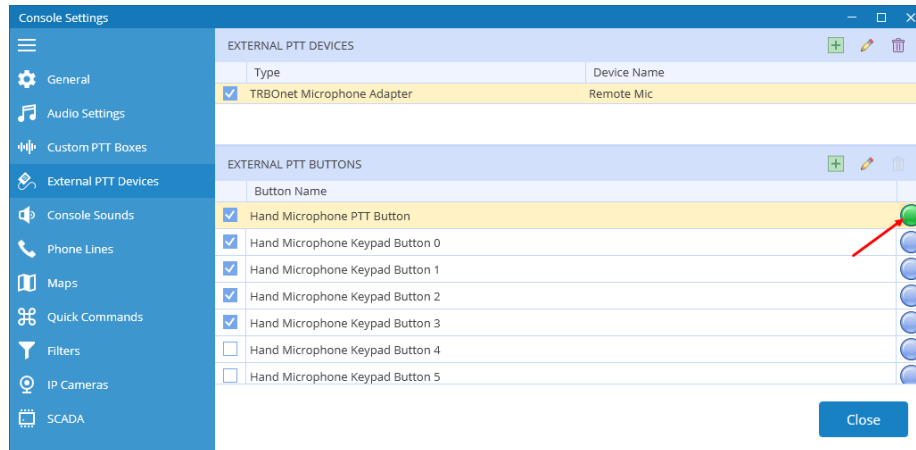 Console Settings
EXTERNAL PTT DEVICES
General
Audio Settings
Custom PTT Boxes
External PTT Devices
Console Sounds
Phone Lines
Maps
Quick Commands
Filters
IP Cameras
SCADA
Type Device Name
TRBOnet Microphone Adapter Remote Mic
EXTERNAL PTT BUTTONS
Button Name
Hand Microphone PTT Button
Hand Microphone Keypad Button 0
Hand Microphone Keypad Button 1
Hand Microphone Keypad Button 2
Hand Microphone Keypad Button 3
Hand Microphone Keypad Button 4
Hand Microphone Keypad Button 5
Close